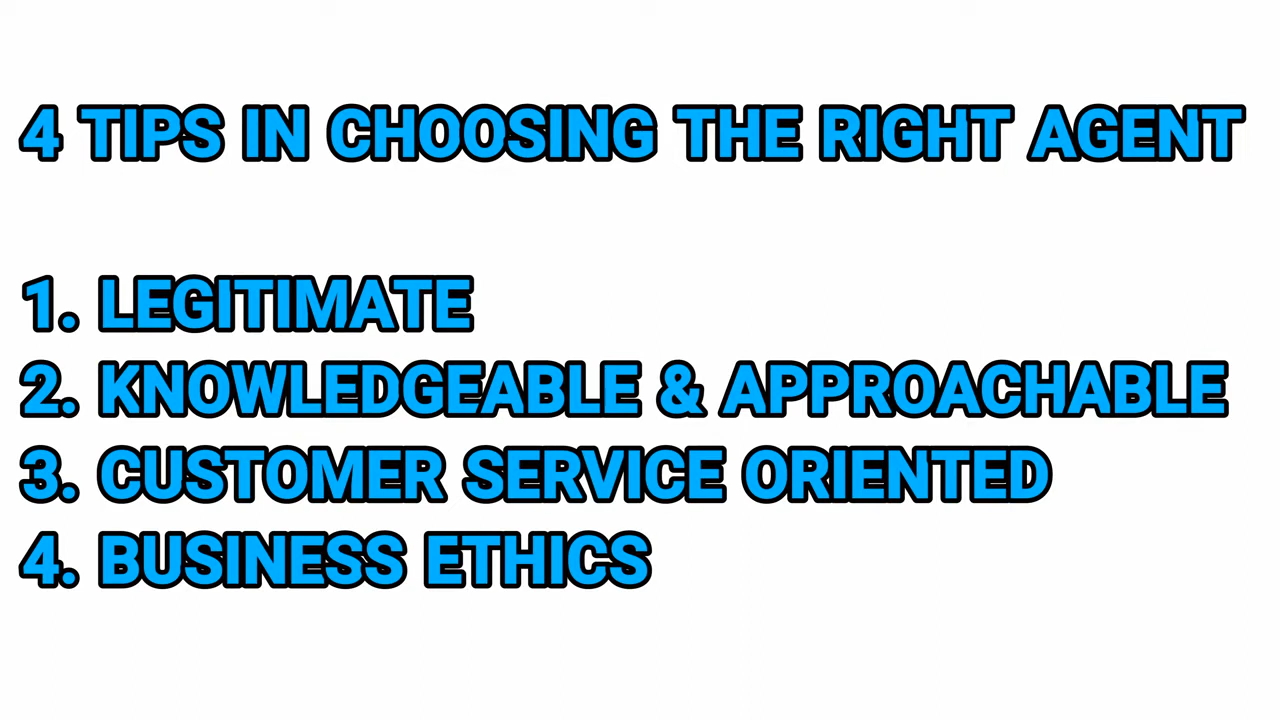 4 TIPS IN CHOOSING THE RIGHT AGENT
1. LEGITIMATE
2. KNOWLEDGEABLE & APPROACHABLE
3. CUSTOMER SERVICE ORIENTED
4. BUSINESS ETHICS